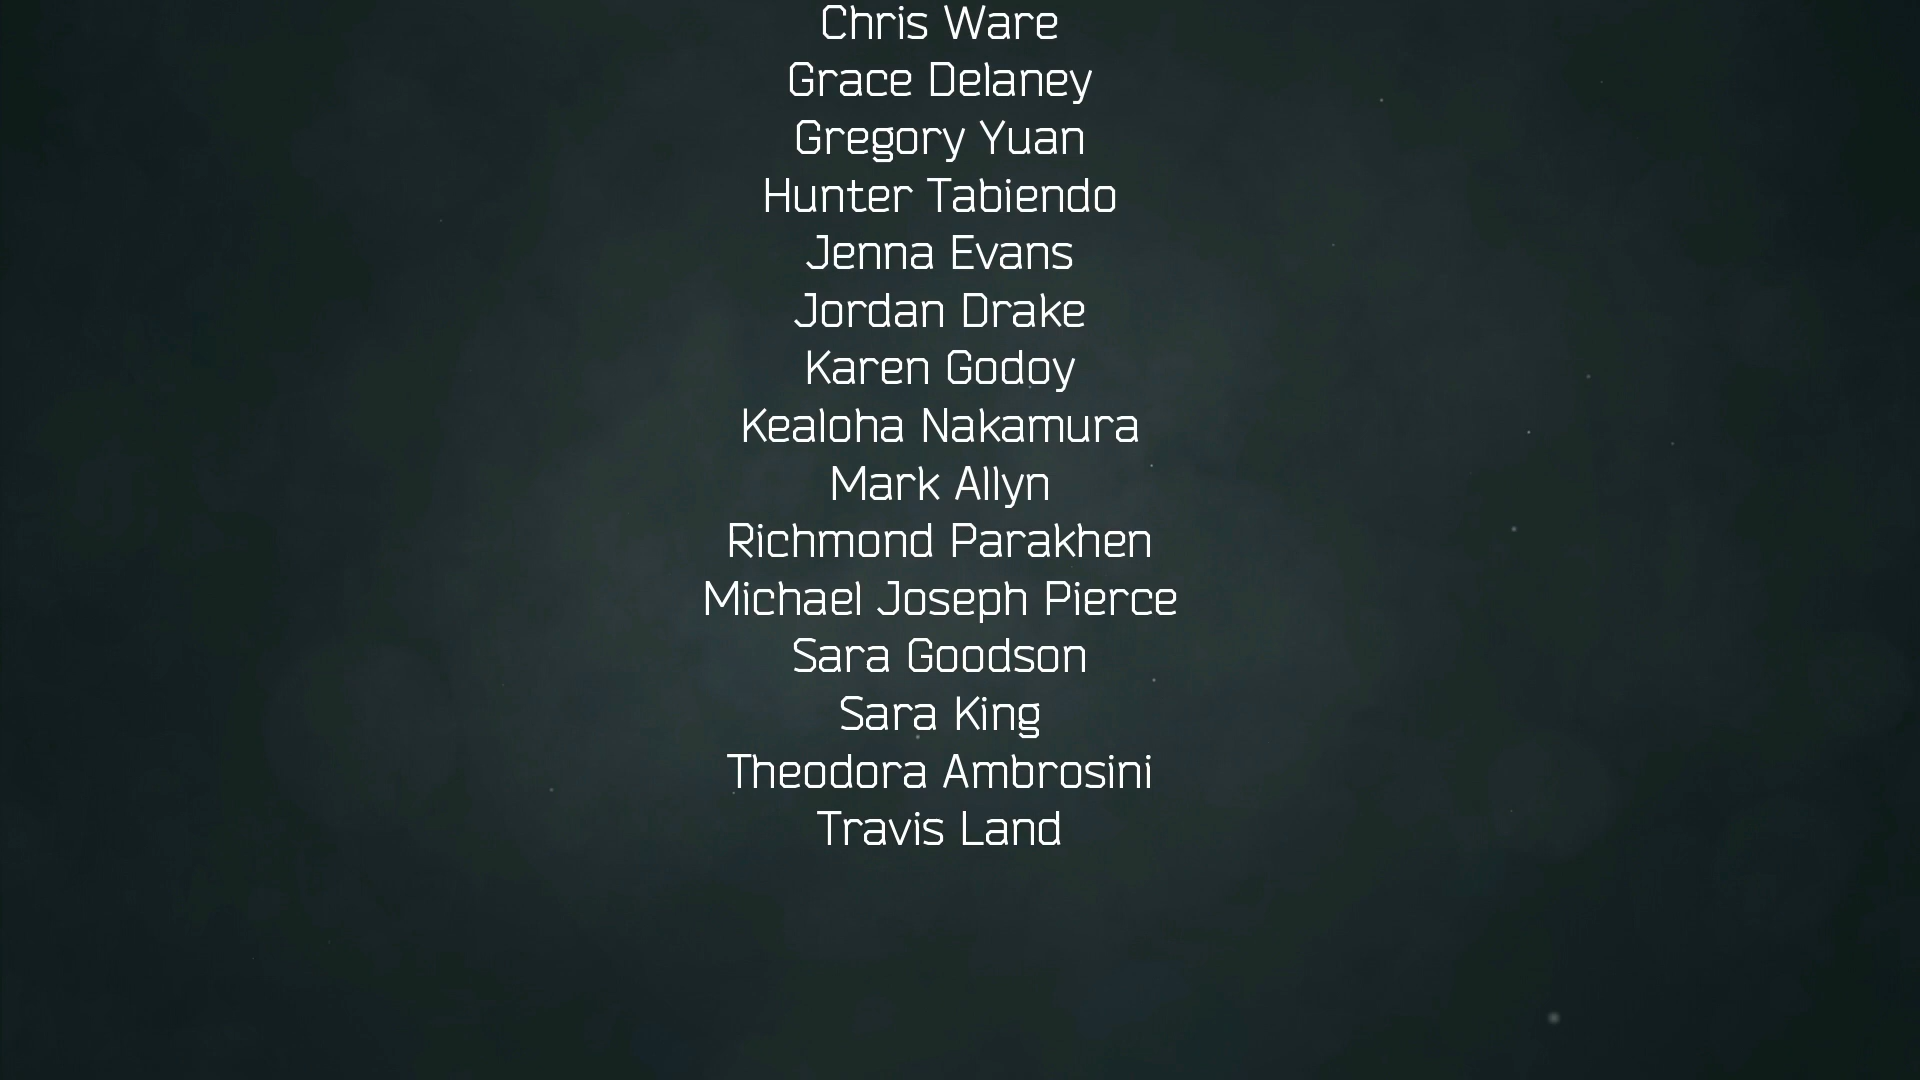 Chris Ware
Grace Delaney
Gregory Yuan
Hunter Tabiendo
Jenna Evans
Jordan Drake
Karen Godoy
Kealoha Nakamura
Mark Allyn
Richmond Parakhen
Michael Joseph Pierce
Sara Goodson
Sara King
Theodora Ambrosini
Travis Land